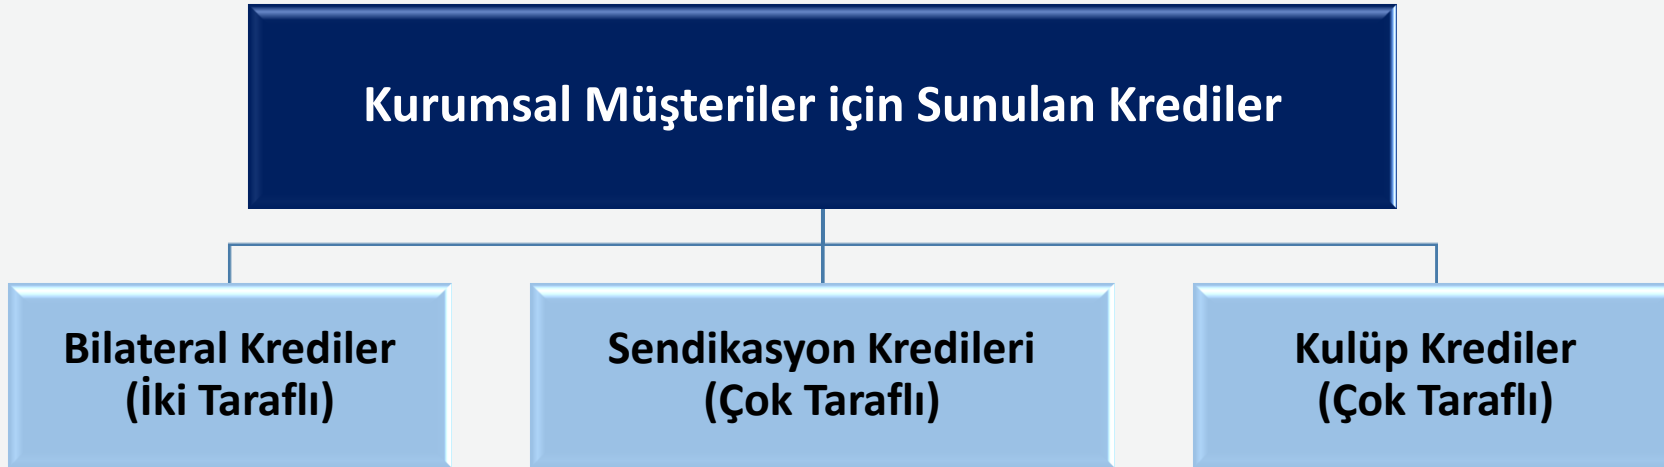 Kurumsal Müşteriler için Sunulan Krediler
Bilateral Krediler
(İki Taraflı)
Sendikasyon Kredileri
(Çok Taraflı)
Kulüp Krediler
(Çok Taraflı)